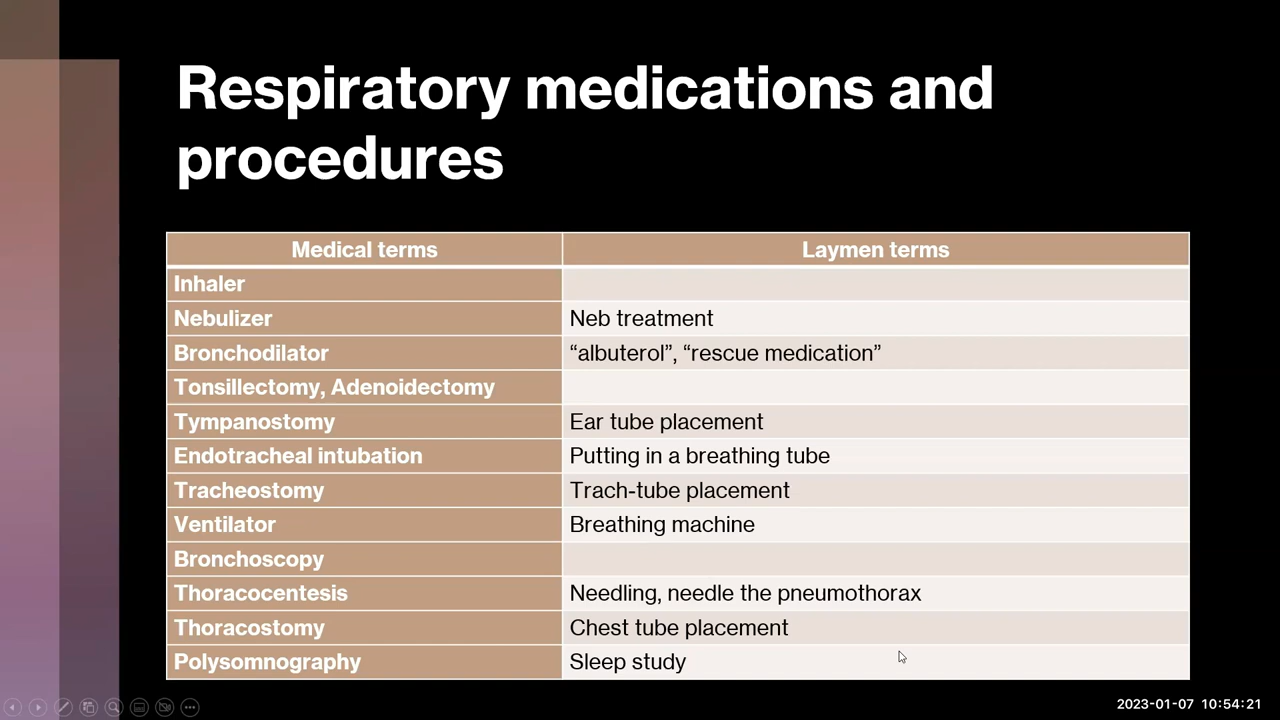 Respiratory medications and
procedures
Medical terms Laymen terms
Inhaler
Nebulizer Neb treatment
Bronchodilator “albuterol”, “rescue medication”
Tonsillectomy, Adenoidectomy
Tympanostomy Ear tube placement
Endotracheal intubation Putting in a breathing tube
Tracheostomy Trach-tube placement
Ventilator Breathing machine
Bronchoscopy
Thoracocentesis Needling, needle the pneumothorax
Thoracostomy Chest tube placement
Polysomnography Sleep study
2023-01-07 10:54:21